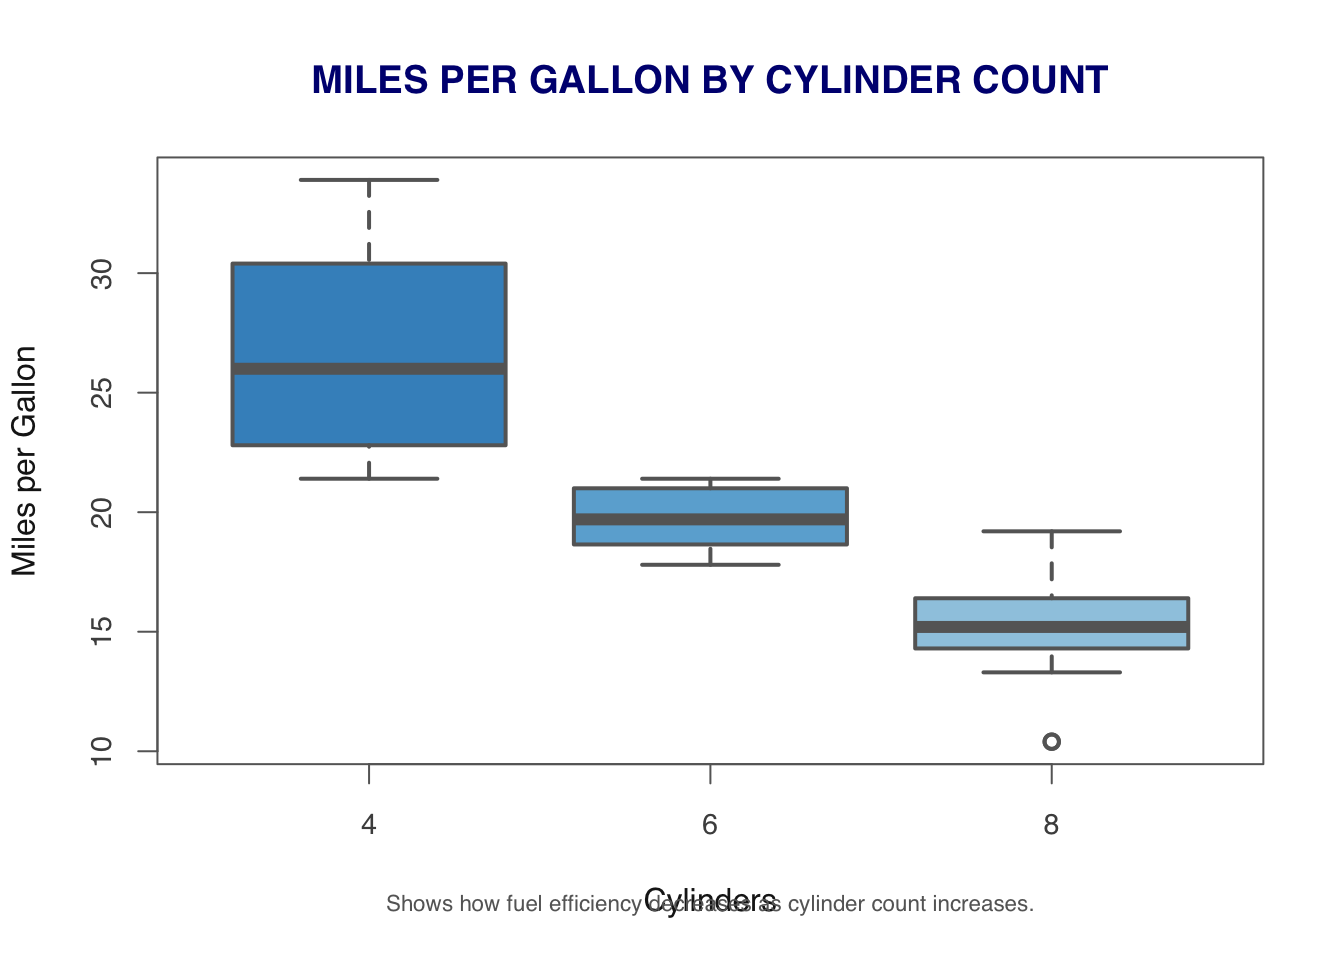 MILES PER GALLON BY CYLINDER COUNT
Miles per Gallon
30
25
20
15
10
4 6 8
Cylinders
Shows how fuel efficiency decreases as cylinder count increases.